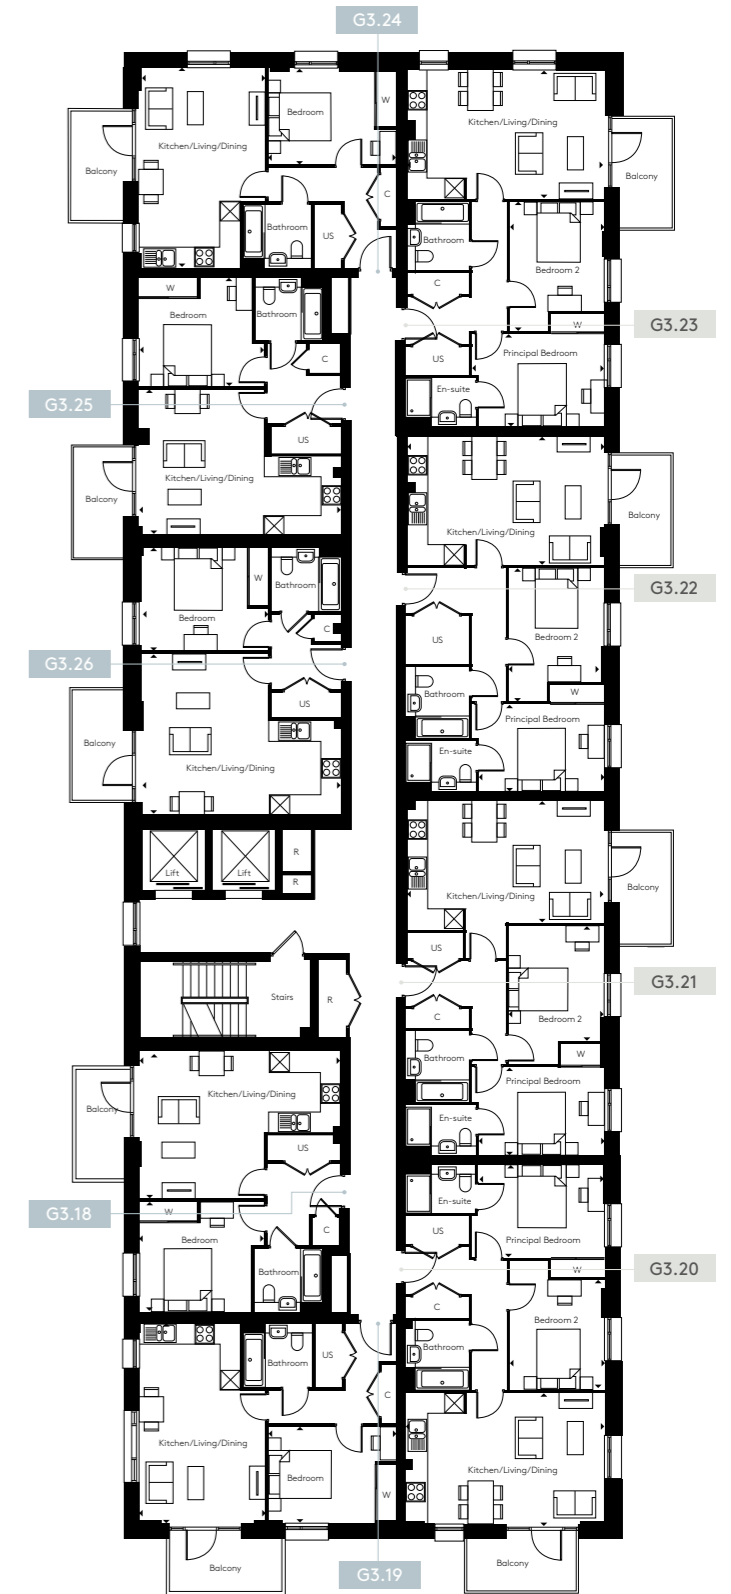 G3.24
Bedroom
W
Kitchen/Living/Dining
Kitchen/Living/Dining
Balcony
Balcony
C
Bathroom
US
Bathroom
Bedroom 2
C
W
Bedroom
Bathroom
W
G3.23
US
Principal Bedroom
C
En-suite
G3.25
US
Kitchen/Living/Dining
Balcony
Balcony
Kitchen/Living/Dining
W
Bathroom
G3.22
Bedroom
C
Bedroom 2
US
G3.26
W
Bathroom
US
Principal Bedroom
Balcony
En-suite
Kitchen/Living/Dining
R
Lift
Lift
R
Balcony
Kitchen/Living/Dining
US
G3.21
Stairs
R
C
Bedroom 2
W
Bathroom
Principal Bedroom
Kitchen/Living/Dining
Balcony
En-suite
US
En-suite
G3.18
W
C
US
Principal Bedroom
Bedroom
Bathroom
W
G3.20
C
Bedroom 2
Bathroom
US
Bathroom
C
Kitchen/Living/Dining
Kitchen/Living/Dining
Bedroom
W
Balcony
Balcony
G3.19